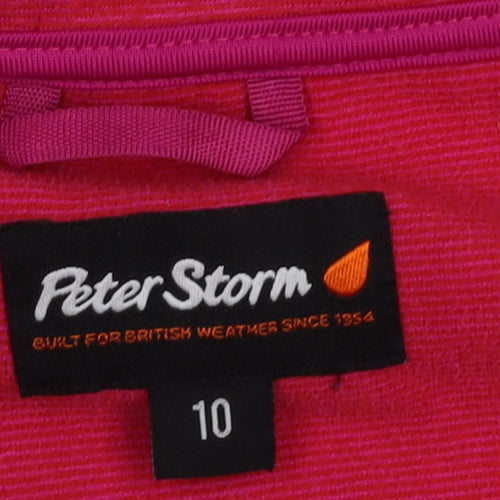 Peter Storm
BUILT FOR BRITISH WEATHER SINCE 1954
10